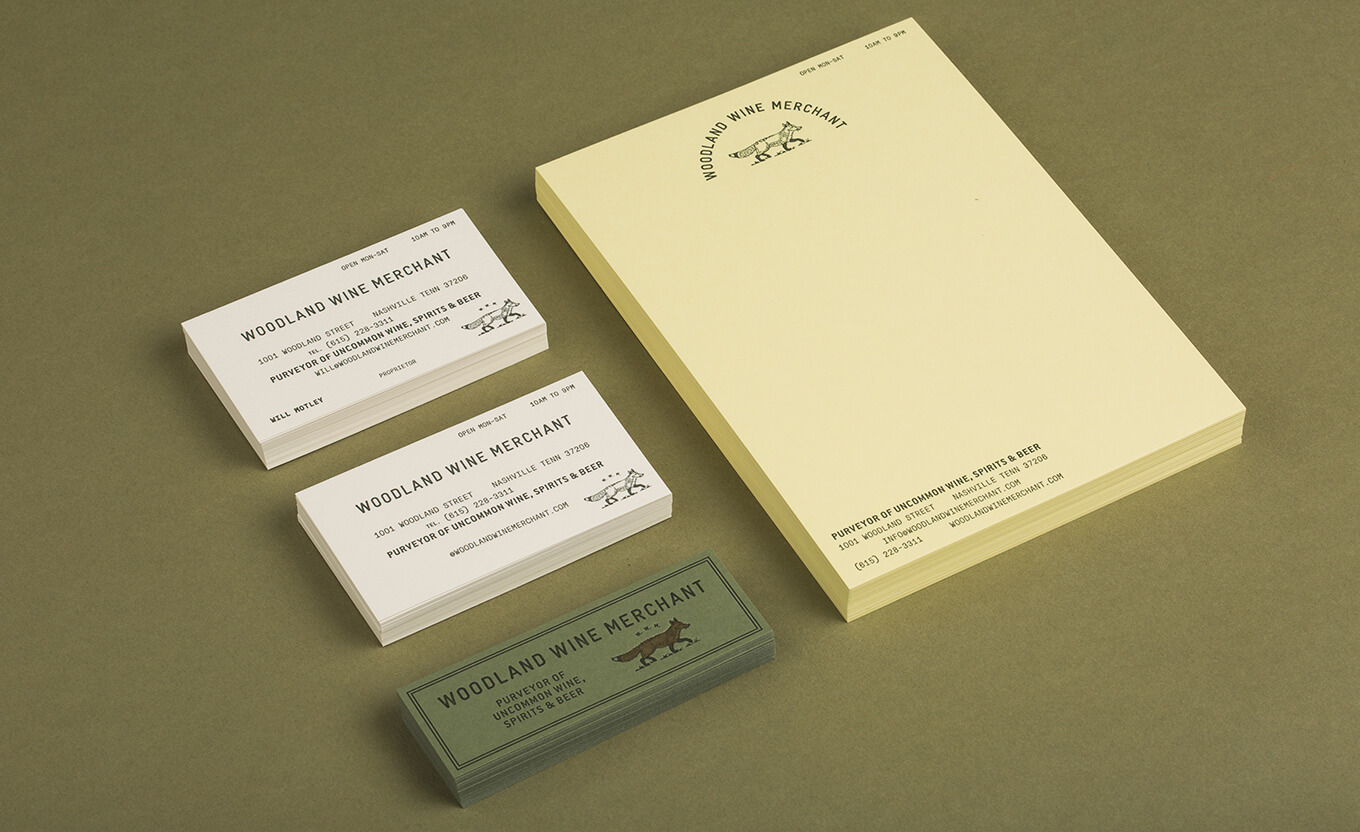 OPEN MON-SAT 10AM TO 9PM
WOODLAND WINE MERCHANT
1001 WOODLAND STREET NASHVILLE TENN 37206
TEL. (615) 228-3311
PURVEYOR OF UNCOMMON WINE, SPIRITS & BEER
WILL@WOODLANDWINEMERCHANT.COM
WILL MOTLEY PROPRIETOR
OPEN MON-SAT 10AM TO 9PM
WOODLAND WINE MERCHANT
1001 WOODLAND STREET NASHVILLE TENN 37206
TEL. (615) 228-3311
PURVEYOR OF UNCOMMON WINE, SPIRITS & BEER
@WOODLANDWINEMERCHANT.COM
WOODLAND WINE MERCHANT
PURVEYOR OF
UNCOMMON WINE,
SPIRITS & BEER
OPEN MON-SAT 10AM TO 9PM
WOODLAND WINE MERCHANT
PURVEYOR OF UNCOMMON WINE, SPIRITS & BEER
1001 WOODLAND STREET NASHVILLE TENN 37206
INFO@WOODLANDWINEMERCHANT.COM
(615) 228-3311 WOODLANDWINEMERCHANT.COM